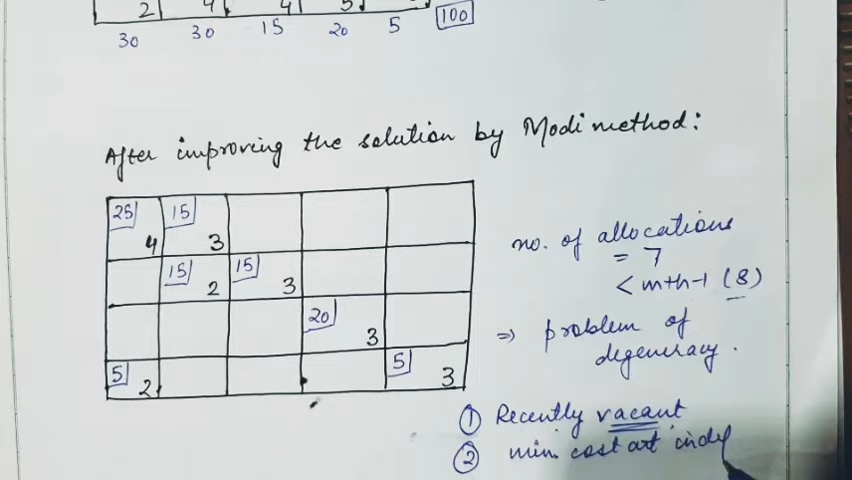 2 4 4 5
30 30 15 20 5 100
After improving the solution by Modi method:
25 15
4 3
15 15
2 3
20
3
5 5
2 3
no. of allocations
= 7
< m+n-1 (8)
⇒ problem of
degeneracy.
① Recently vacant
② min. cost at inde